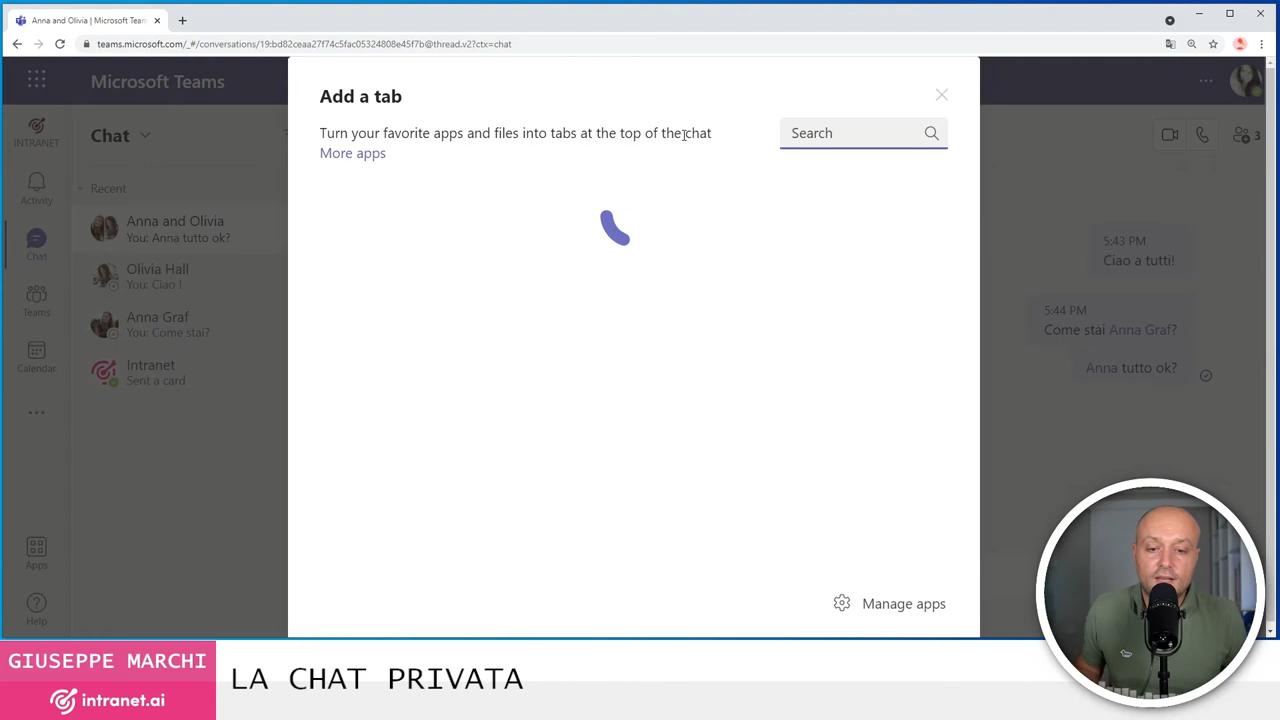 Anna and Olivia | Microsoft Team
teams.microsoft.com/_#/conversations/19:bd82ceaa27f74c5fac05324808e45f7b@thread.v2?ctx=chat
Microsoft Teams
Add a tab
Turn your favorite apps and files into tabs at the top of the chat
More apps
Search
Manage apps
INTRANET
Activity
Chat
Teams
Calendar
Apps
Help
Chat
Recent
Anna and Olivia
You: Anna tutto ok?
Olivia Hall
You: Ciao !
Anna Graf
You: Come stai?
Intranet
Sent a card
3
5:43 PM
Ciao a tutti!
5:44 PM
Come stai Anna Graf?
Anna tutto ok?
GIUSEPPE MARCHI
intranet.ai
LA CHAT PRIVATA